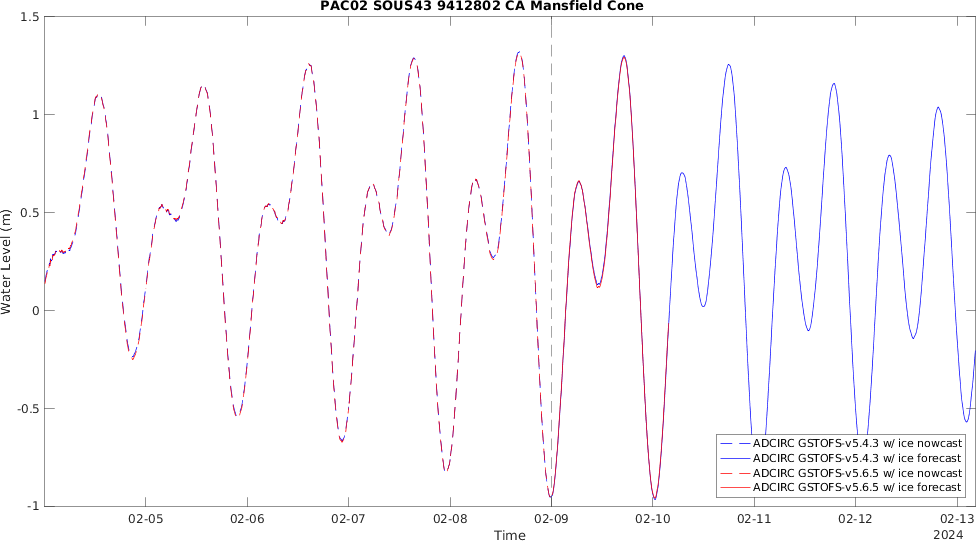 PAC02 SOUS43 9412802 CA Mansfield Cone
1.5
1
0.5
0
-0.5
-1
Water Level (m)
02-05 02-06 02-07 02-08 02-09 02-10 02-11 02-12 02-13
Time
2024
ADCIRC GSTOFS-v5.4.3 w/ ice nowcast
ADCIRC GSTOFS-v5.4.3 w/ ice forecast
ADCIRC GSTOFS-v5.6.5 w/ ice nowcast
ADCIRC GSTOFS-v5.6.5 w/ ice forecast